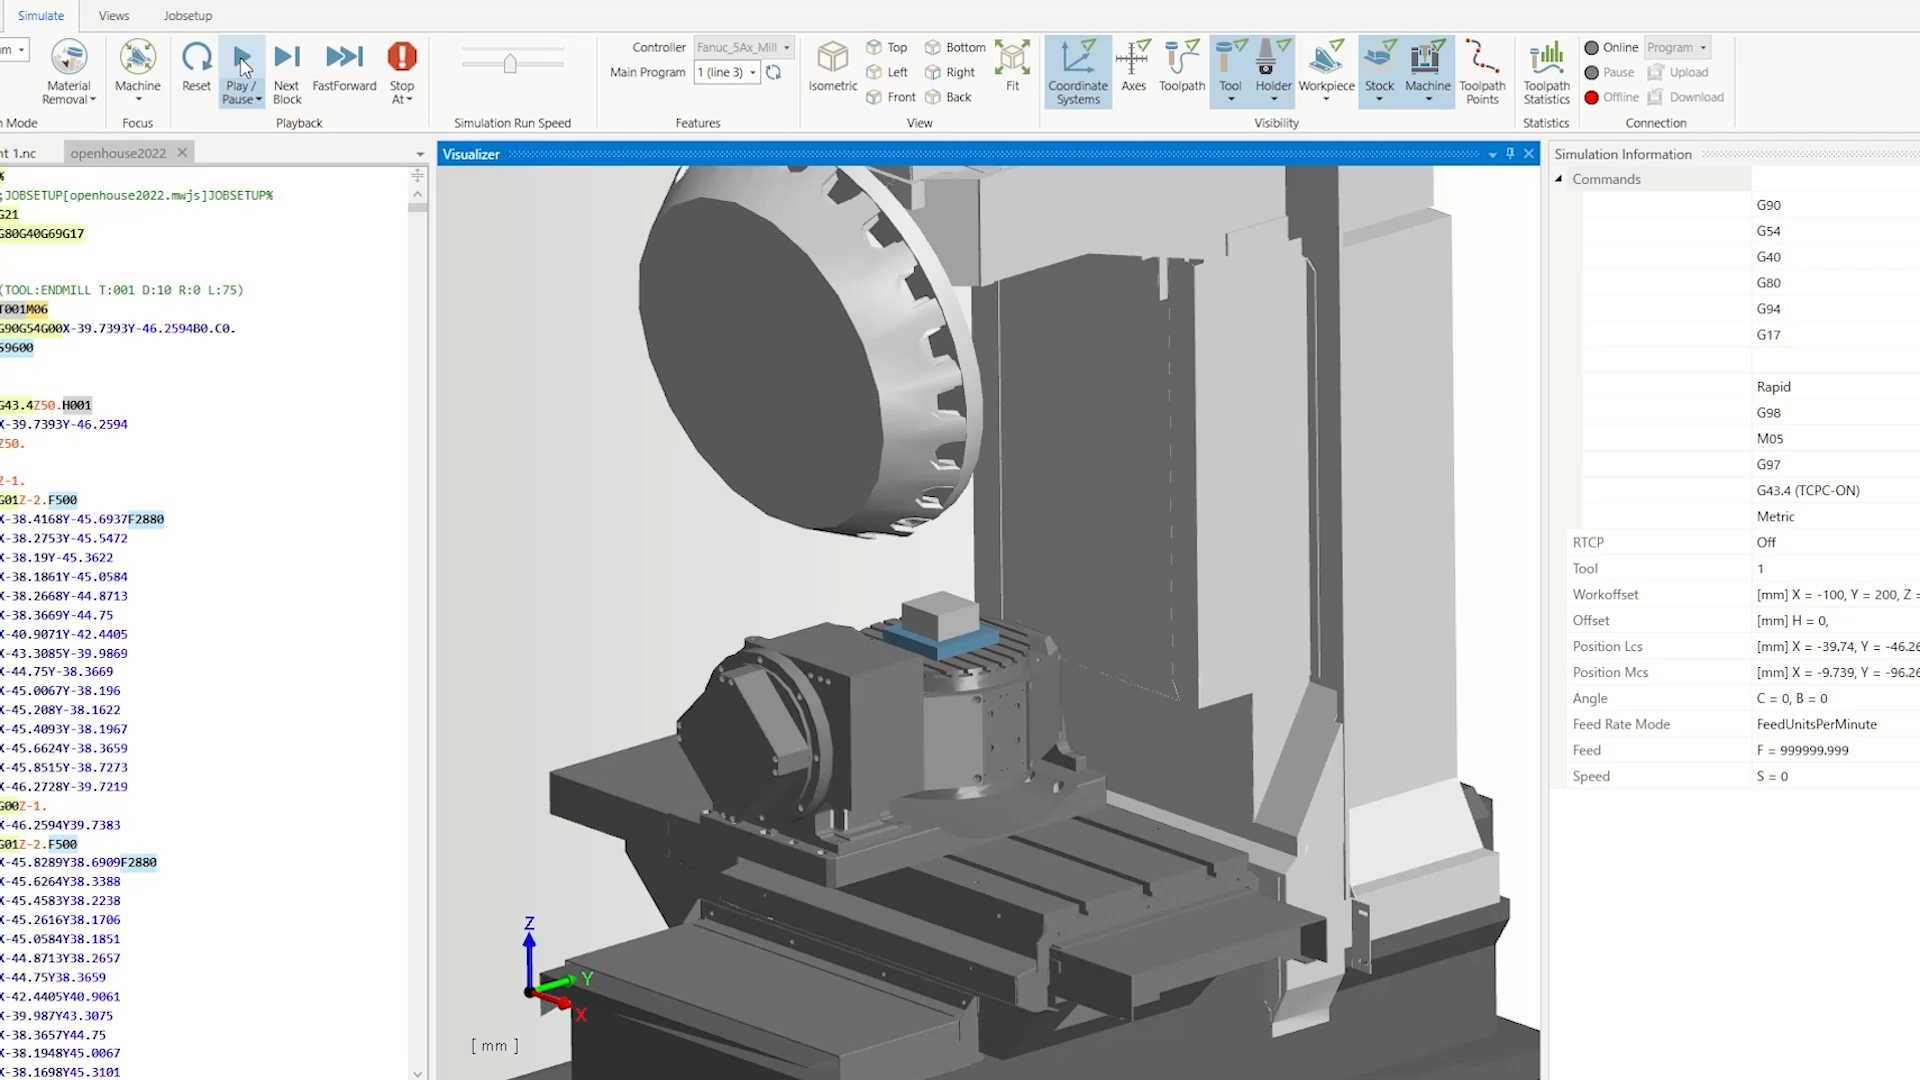 Simulate Views Jobsetup
Material Removal
Machine
Reset
Play / Pause
Next Block
FastForward
Stop At
Controller Fanuc_5Ax_Mill
Main Program 1 (line 3)
Isometric
Top Bottom
Left Right
Front Back
Fit
Coordinate Systems
Axes
Toolpath
Tool
Holder
Workpiece
Stock
Machine
Toolpath Points
Toolpath Statistics
Online Program
Pause Upload
Offline Download
Mode Focus Playback Simulation Run Speed Features View Visibility Statistics Connection
nt 1.nc openhouse2022
%
;JOBSETUP[openhouse2022.mwjs]JOBSETUP%
G21
G80G40G69G17
(TOOL:ENDMILL T:001 D:10 R:0 L:75)
T001M06
G90G54G00X-39.7393Y-46.2594B0.C0.
S9600
G43.4Z50.H001
X-39.7393Y-46.2594
Z50.
Z-1.
G01Z-2.F500
X-38.4168Y-45.6937F2880
X-38.2753Y-45.5472
X-38.19Y-45.3622
X-38.1861Y-45.0584
X-38.2668Y-44.8713
X-38.3669Y-44.75
X-40.9071Y-42.4405
X-43.3085Y-39.9869
X-44.75Y-38.3669
X-45.0067Y-38.196
X-45.208Y-38.1622
X-45.4093Y-38.1967
X-45.6624Y-38.3659
X-45.8515Y-38.7273
X-46.2728Y-39.7219
G00Z-1.
X-46.2594Y39.7383
G01Z-2.F500
X-45.8289Y38.6909F2880
X-45.6264Y38.3388
X-45.4583Y38.2238
X-45.2616Y38.1706
X-45.0584Y38.1851
X-44.8713Y38.2657
X-44.75Y38.3659
X-42.4405Y40.9061
X-39.987Y43.3075
X-38.3657Y44.75
X-38.1948Y45.0067
X-38.1698Y45.3101
Visualizer
Z
Y
X
[ mm ]
Simulation Information
Commands
G90
G54
G40
G80
G94
G17
Rapid
G98
M05
G97
G43.4 (TCPC-ON)
Metric
RTCP Off
Tool 1
Workoffset [mm] X = -100, Y = 200, Z =
Offset [mm] H = 0,
Position Lcs [mm] X = -39.74, Y = -46.26
Position Mcs [mm] X = -9.739, Y = -96.26
Angle C = 0, B = 0
Feed Rate Mode FeedUnitsPerMinute
Feed F = 999999.999
Speed S = 0